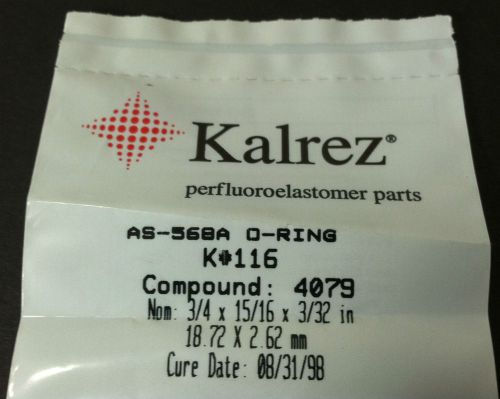 Kalrez®
perfluoroelastomer parts
AS-568A O-RING
K#116
Compound: 4079
Nom: 3/4 x 15/16 x 3/32 in
18.72 X 2.62 mm
Cure Date: 08/31/98